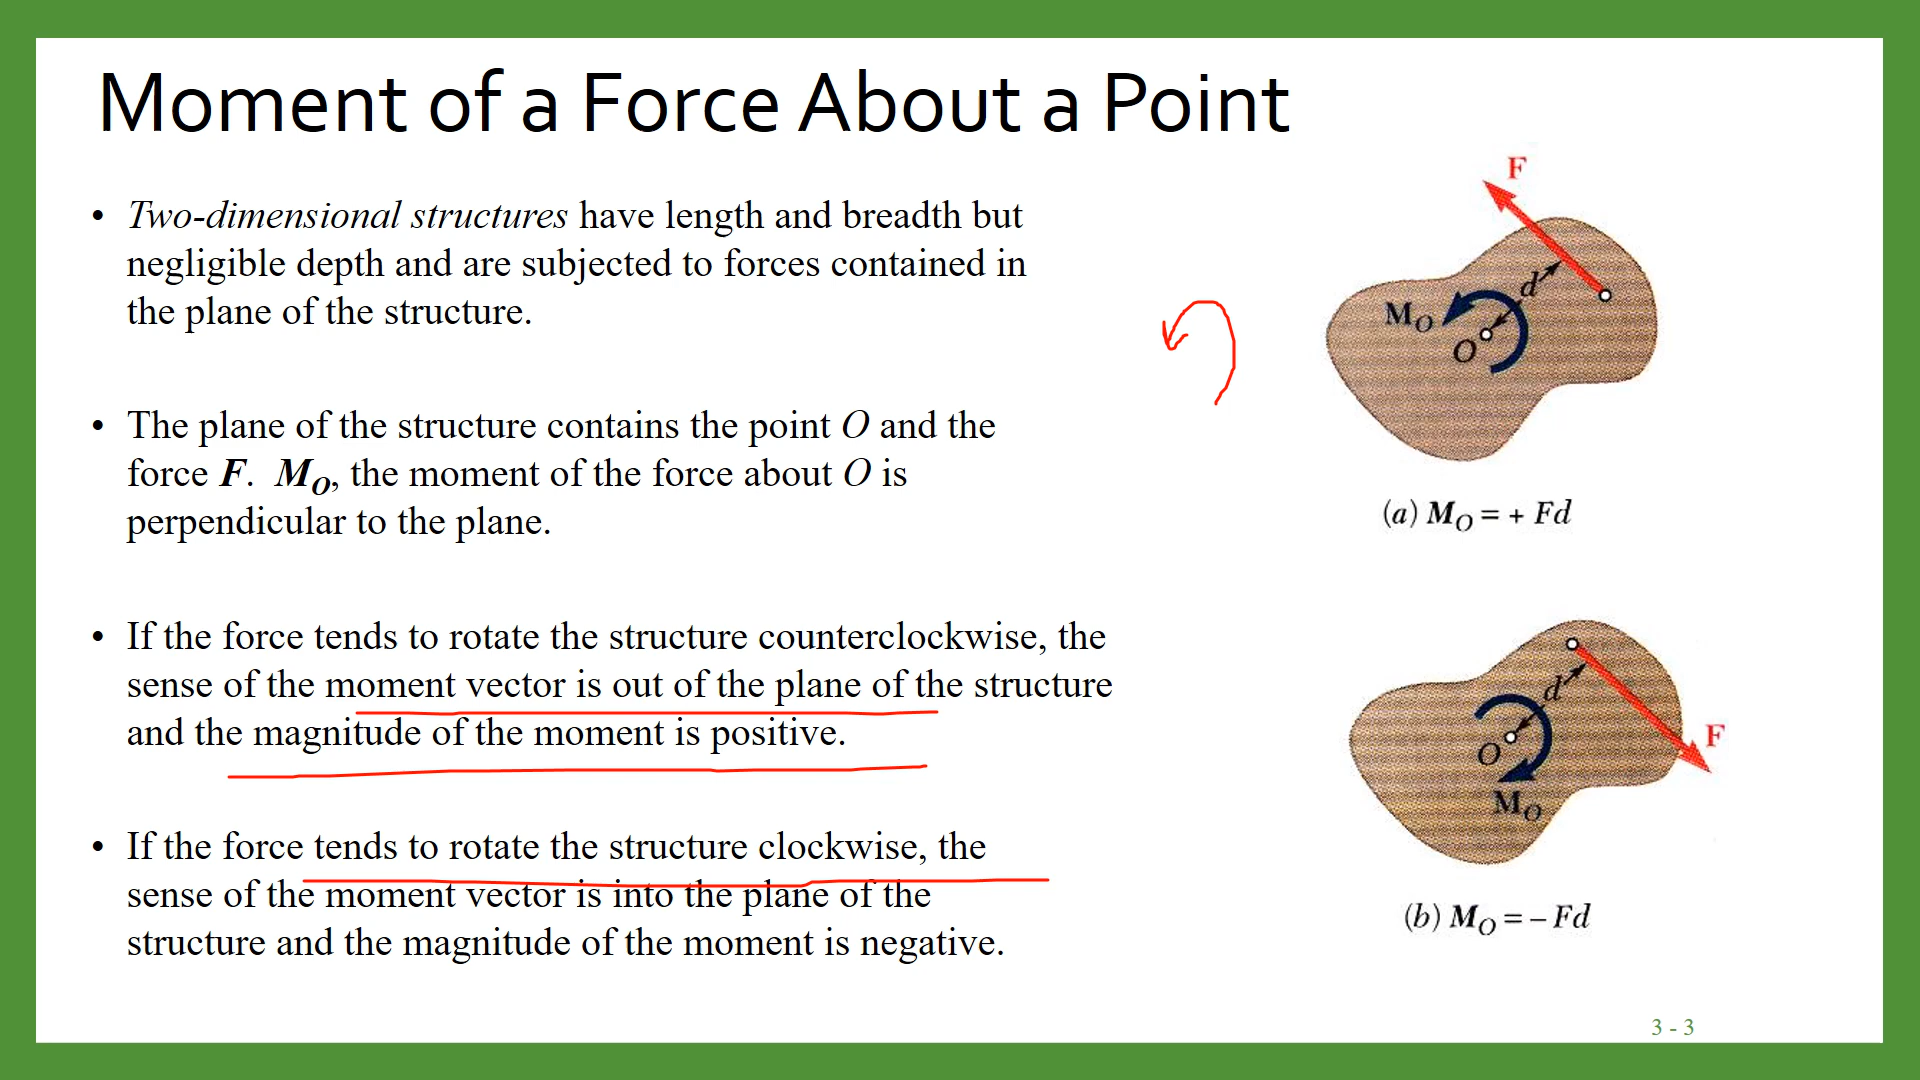 Moment of a Force About a Point
• Two-dimensional structures have length and breadth but
negligible depth and are subjected to forces contained in
the plane of the structure.
• The plane of the structure contains the point O and the
force F. M_O, the moment of the force about O is
perpendicular to the plane.
• If the force tends to rotate the structure counterclockwise, the
sense of the moment vector is out of the plane of the structure
and the magnitude of the moment is positive.
• If the force tends to rotate the structure clockwise, the
sense of the moment vector is into the plane of the
structure and the magnitude of the moment is negative.
F
d
M_O
O
(a) M_O = + Fd
d
F
O
M_O
(b) M_O = – Fd
3 - 3